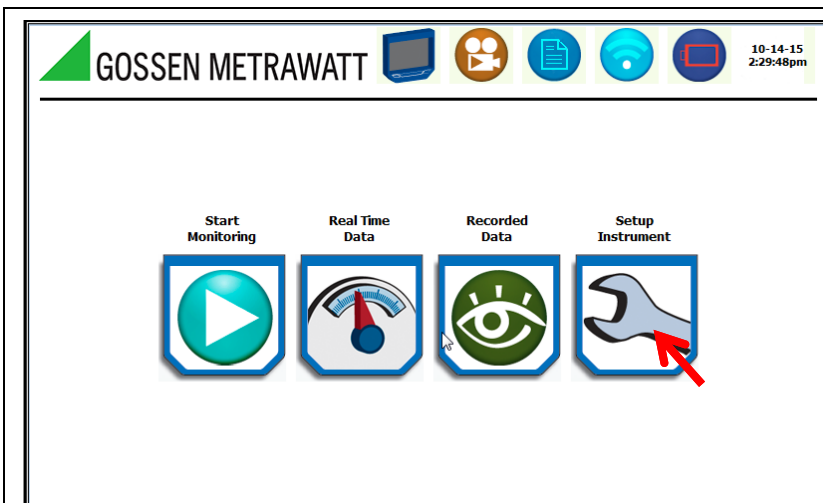 GOSSEN METRAWATT
10-14-15
2:29:48pm
Start
Monitoring
Real Time
Data
Recorded
Data
Setup
Instrument